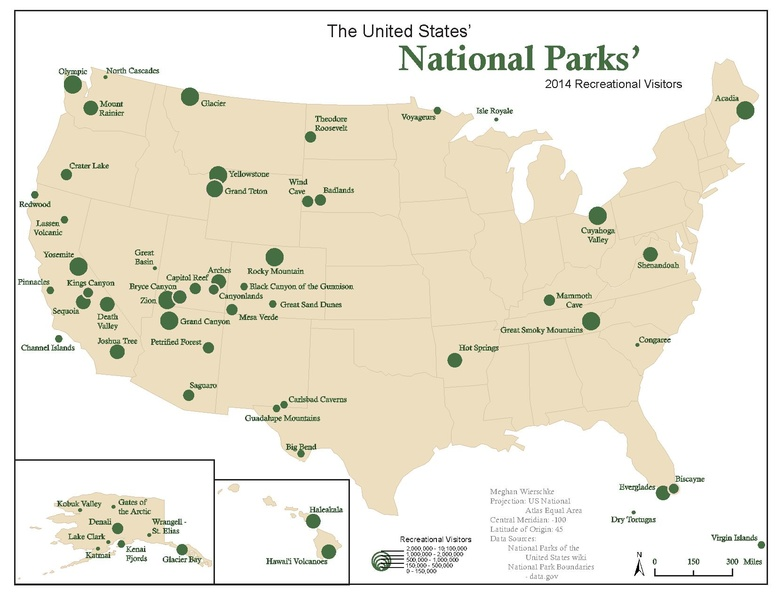 The United States'
National Parks'
2014 Recreational Visitors
Olympic
North Cascades
Mount
Rainier
Glacier
Theodore
Roosevelt
Voyageurs
Isle Royale
Acadia
Crater Lake
Yellowstone
Grand Teton
Wind
Cave
Badlands
Redwood
Lassen
Volcanic
Cuyahoga
Valley
Shenandoah
Yosemite
Great
Basin
Arches
Rocky Mountain
Pinnacles
Kings Canyon
Capitol Reef
Bryce Canyon
Black Canyon of the Gunnison
Zion
Canyonlands
Great Sand Dunes
Sequoia
Death
Valley
Mesa Verde
Mammoth
Cave
Grand Canyon
Great Smoky Mountains
Channel Islands
Joshua Tree
Petrified Forest
Hot Springs
Congaree
Saguaro
Carlsbad Caverns
Guadalupe Mountains
Big Bend
Everglades
Biscayne
Dry Tortugas
Virgin Islands
Kobuk Valley
Gates of
the Arctic
Denali
Wrangell -
St. Elias
Lake Clark
Katmai
Kenai
Fjords
Glacier Bay
Haleakala
Hawai'i Volcanoes
Recreational Visitors
2,000,000 - 10,100,000
1,000,000 - 2,000,000
500,000 - 1,000,000
150,000 - 500,000
0 - 150,000
Meghan Wierschke
Projection: US National
Atlas Equal Area
Central Meridian: -100
Latitude of Origin: 45
Data Sources:
National Parks of the
United States wiki
National Park Boundaries
- data.gov
N
0 150 300
Miles